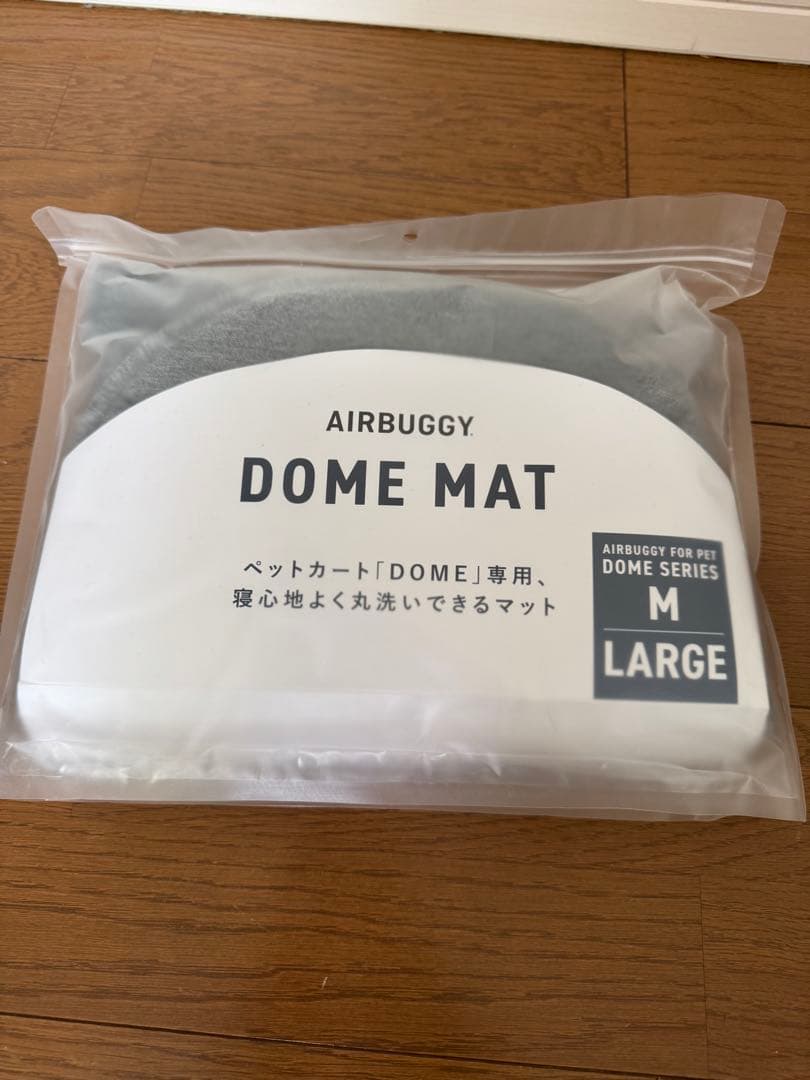 AIRBUGGY
DOME MAT
ペットカート「DOME」専用、
寝心地よく丸洗いできるマット
AIRBUGGY FOR PET
DOME SERIES
M
LARGE